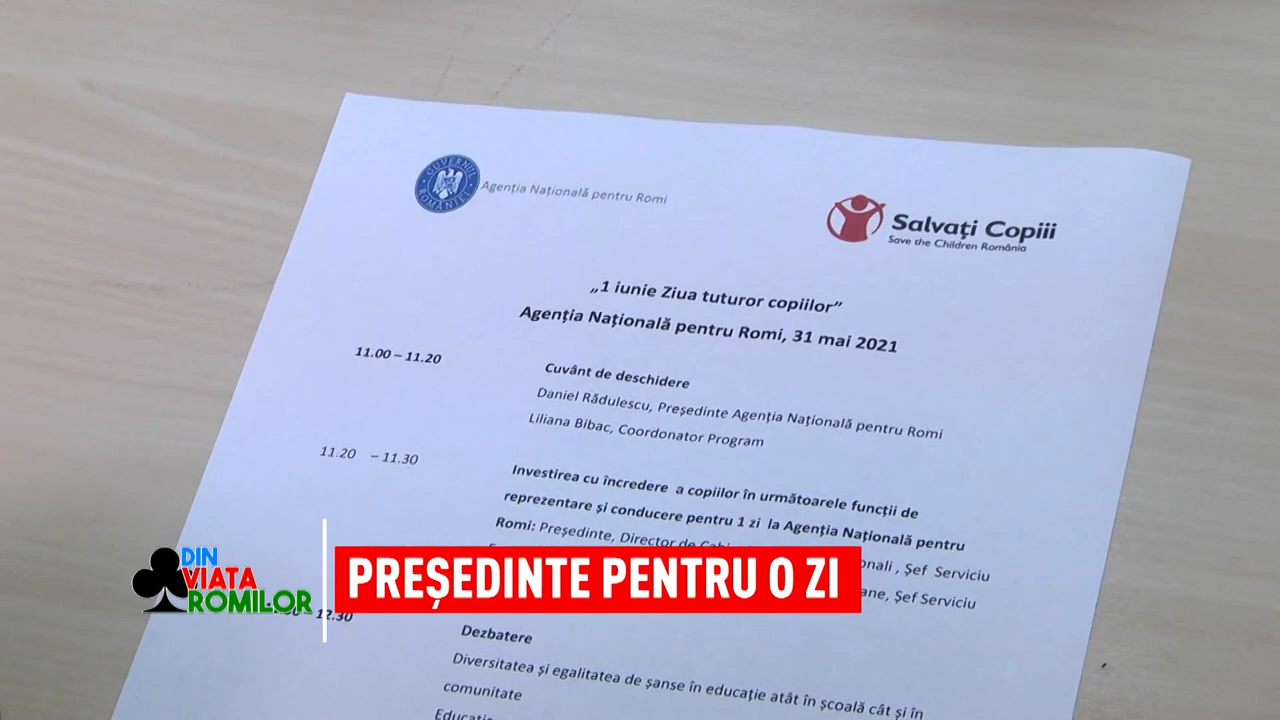 GUVERNUL ROMÂNIEI
Agenția Națională pentru Romi
Salvați Copiii
Save the Children România
„1 iunie Ziua tuturor copiilor”
Agenția Națională pentru Romi, 31 mai 2021
11.00 – 11.20
Cuvânt de deschidere
Daniel Rădulescu, Președinte Agenția Națională pentru Romi
Liliana Bibac, Coordonator Program
11.20 – 11.30
Investirea cu încredere a copiilor în următoarele funcții de
reprezentare și conducere pentru 1 zi la Agenția Națională pentru
Romi: Președinte, Director de
, Șef Serviciu
, Șef Serviciu
DIN
VIATA
ROMILOR
PREȘEDINTE PENTRU O ZI
– 12.30
Dezbatere
Diversitatea și egalitatea de șanse în educație atât în școală cât și în
comunitate